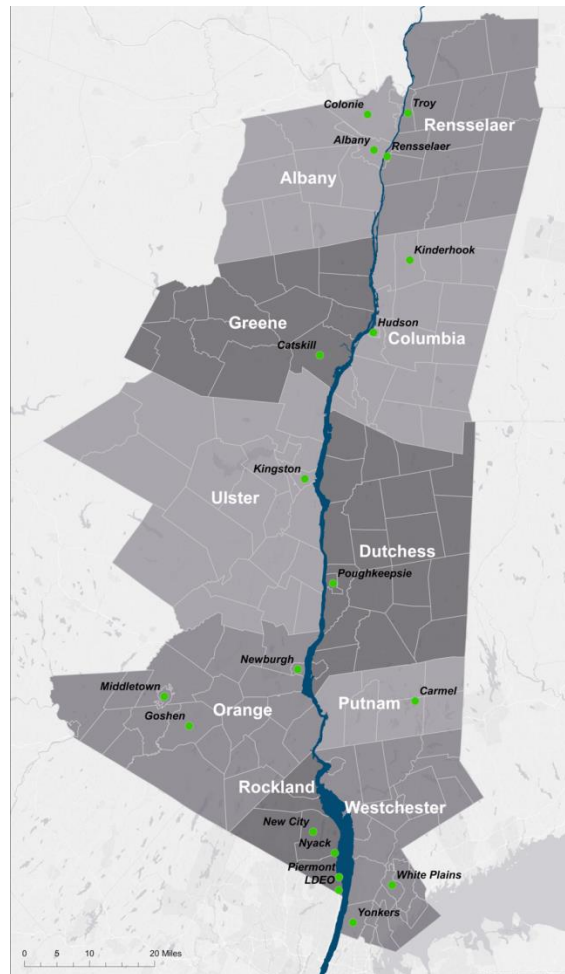 Colonie
Troy
Rensselaer
Albany
Rensselaer
Albany
Kinderhook
Greene
Hudson
Columbia
Catskill
Kingston
Ulster
Dutchess
Poughkeepsie
Newburgh
Middletown
Orange
Putnam
Carmel
Goshen
Rockland
Westchester
New City
Nyack
Piermont
LDEO
White Plains
Yonkers
0 5 10 20 Miles